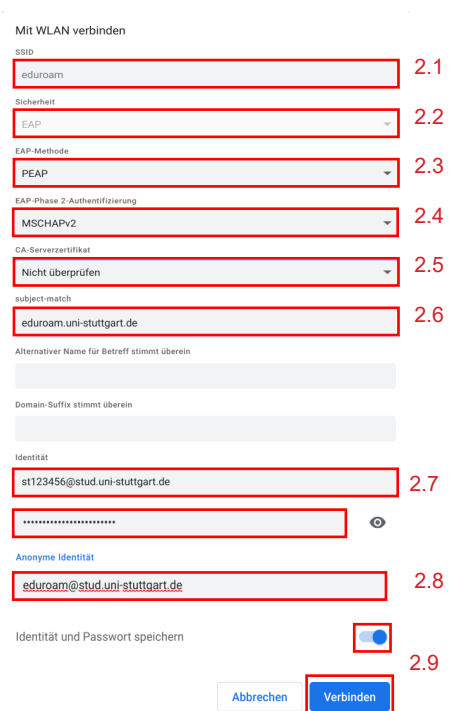 Mit WLAN verbinden
SSID
eduroam
2.1
Sicherheit
EAP
2.2
EAP-Methode
PEAP
2.3
EAP-Phase 2-Authentifizierung
MSCHAPv2
2.4
CA-Serverzertifikat
Nicht überprüfen
2.5
subject-match
eduroam.uni-stuttgart.de
2.6
Alternativer Name für Betreff stimmt überein
Domain-Suffix stimmt überein
Identität
st123456@stud.uni-stuttgart.de
2.7
Anonyme Identität
eduroam@stud.uni-stuttgart.de
2.8
Identität und Passwort speichern
2.9
Abbrechen Verbinden